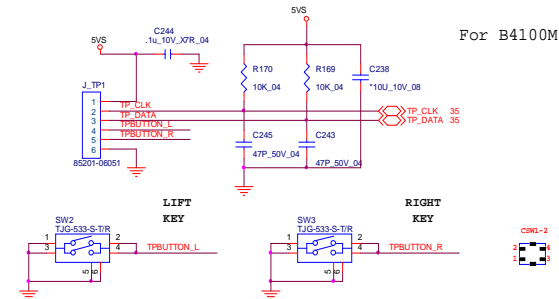 5VS
C244
.1u_10V_X7R_04
5VS
For B4100M
R170
10K_04
R169
10K_04
C238
*10U_10V_08
J_TP1
1
2
3
4
5
6
TP_CLK
TP_DATA
TPBUTTON_L
TPBUTTON_R
85201-06051
TP_CLK 35
TP_DATA 35
C245
47P_50V_04
C243
47P_50V_04
LIFT
KEY
SW2
TJG-533-S-T/R
1
3
2
4
5
6
TPBUTTON_L
RIGHT
KEY
SW3
TJG-533-S-T/R
1
3
2
4
5
6
TPBUTTON_R
CSW1-2
2
4
1
3